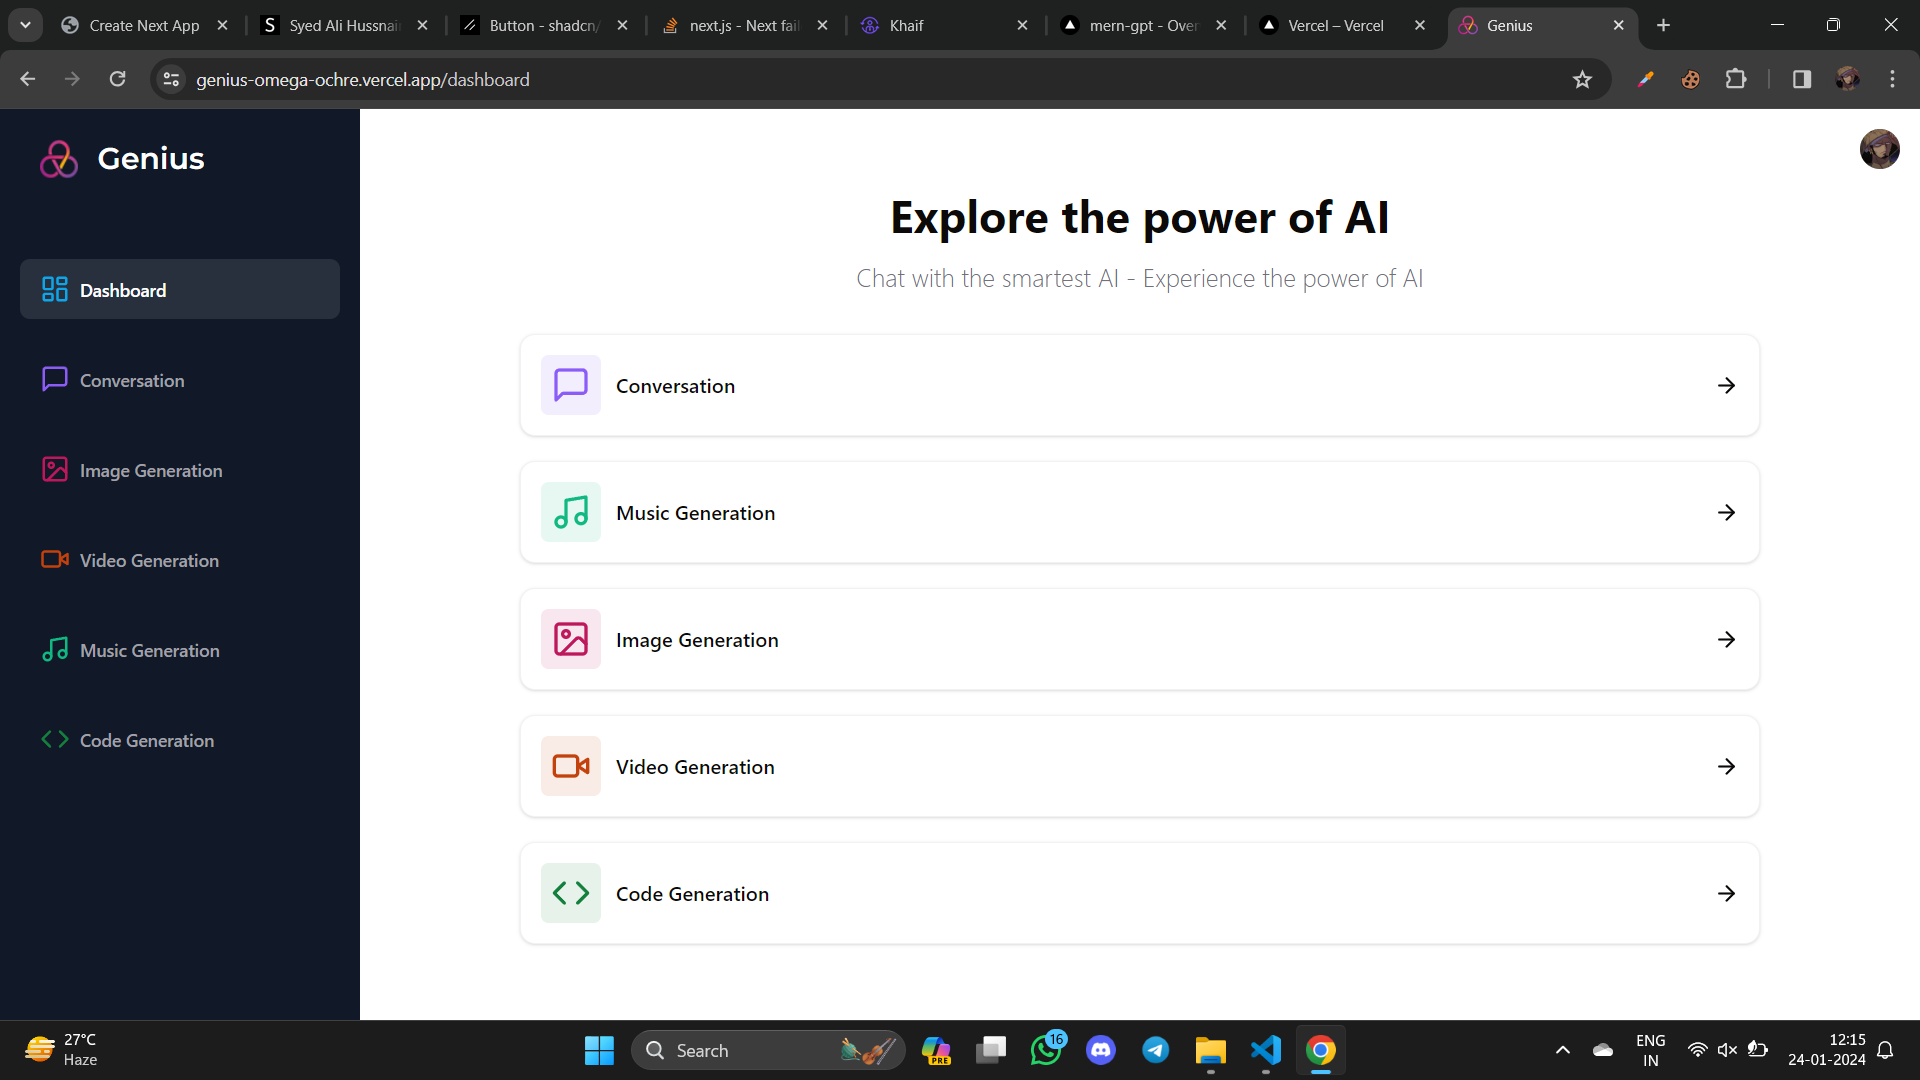 Create Next App
Syed Ali Hussnai
Button - shadcn/
next.js - Next fail
Khaif
mern-gpt - Over
Vercel – Vercel
Genius
genius-omega-ochre.vercel.app/dashboard
Genius
Dashboard
Conversation
Image Generation
Video Generation
Music Generation
Code Generation
Explore the power of AI
Chat with the smartest AI - Experience the power of AI
Conversation
Music Generation
Image Generation
Video Generation
Code Generation
27°C
Haze
Search
PRE
16
ENG
IN
12:15
24-01-2024